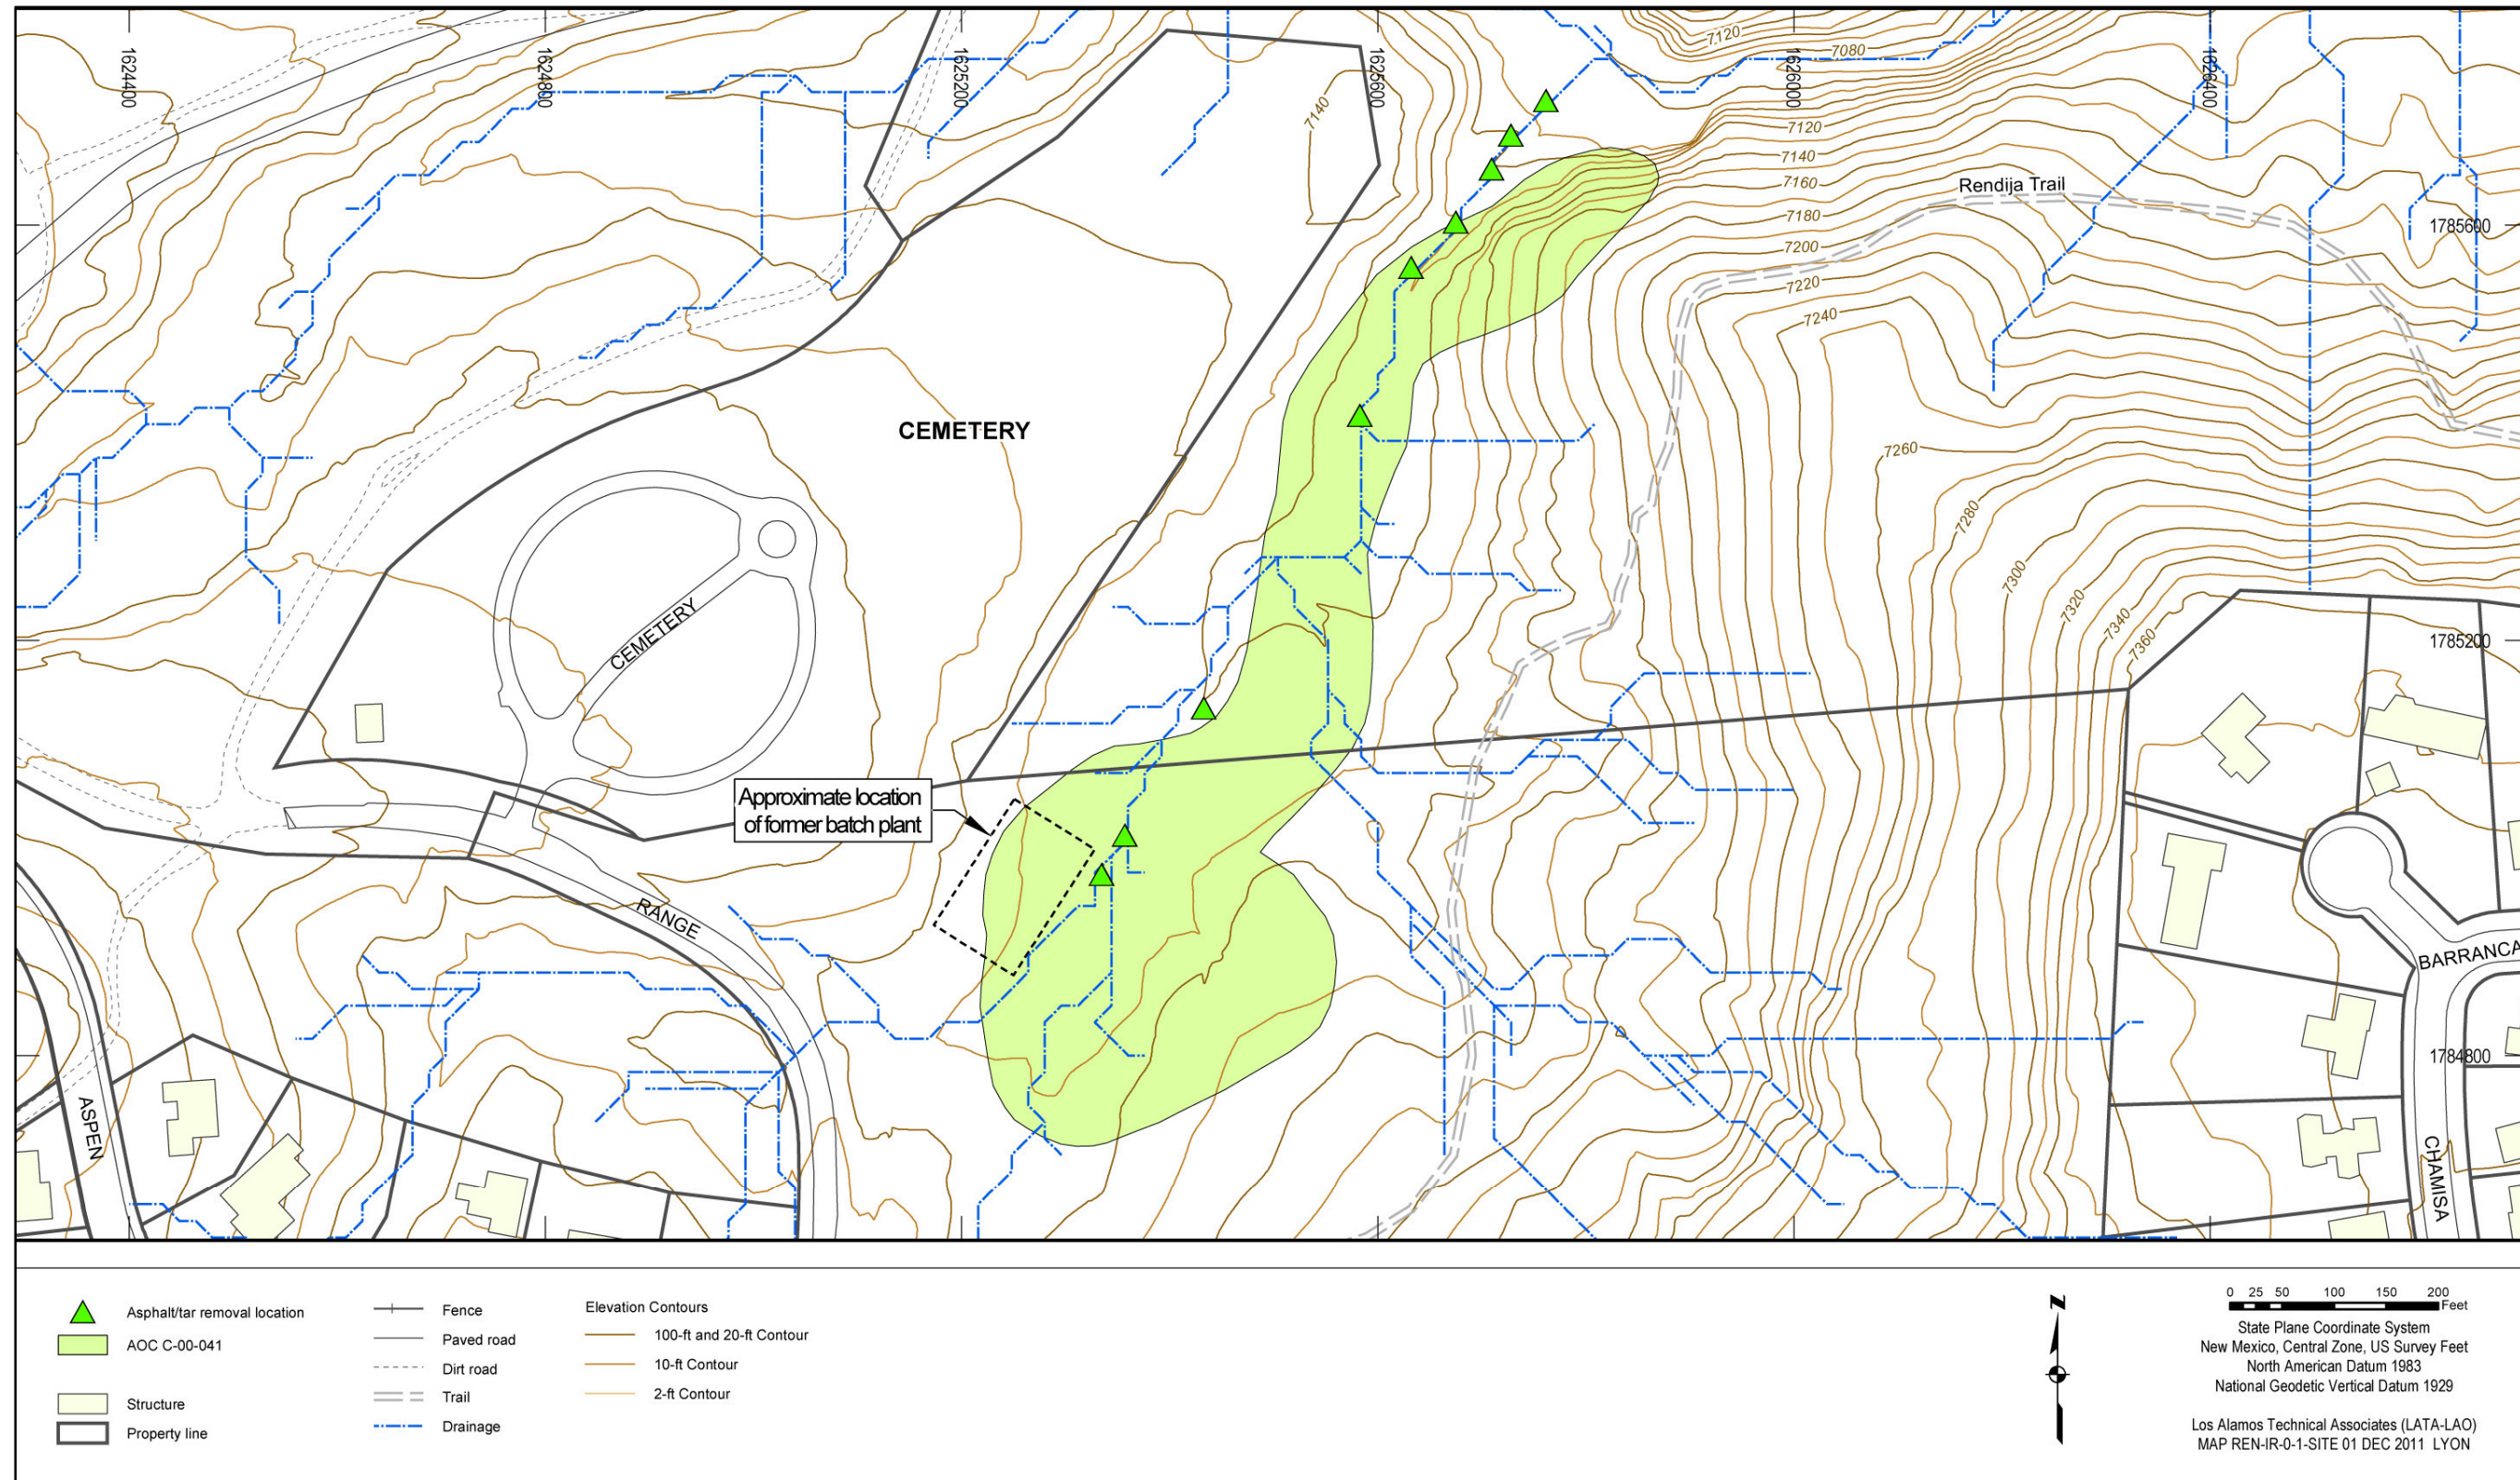 1624400
1624800
1625200
1625600
1626000
1626400
7120
7080
7140
7120
7140
7160
7180
7200
7220
7240
7260
7280
7300
7320
7340
7360
Rendija Trail
1785600
CEMETERY
1785200
CEMETERY
Approximate location
of former batch plant
RANGE
BARRANCA
1784800
ASPEN
CHAMISA
Asphalt/tar removal location
AOC C-00-041
Structure
Property line
Fence
Paved road
Dirt road
Trail
Drainage
Elevation Contours
100-ft and 20-ft Contour
10-ft Contour
2-ft Contour
N
0 25 50 100 150 200
Feet
State Plane Coordinate System
New Mexico, Central Zone, US Survey Feet
North American Datum 1983
National Geodetic Vertical Datum 1929
Los Alamos Technical Associates (LATA-LAO)
MAP REN-IR-0-1-SITE 01 DEC 2011 LYON